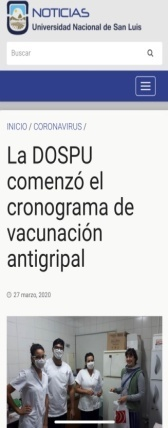 NOTICIAS
Universidad Nacional de San Luis
Buscar
INICIO / CORONAVIRUS /
La DOSPU
comenzó el
cronograma de
vacunación
antigripal
27 marzo, 2020